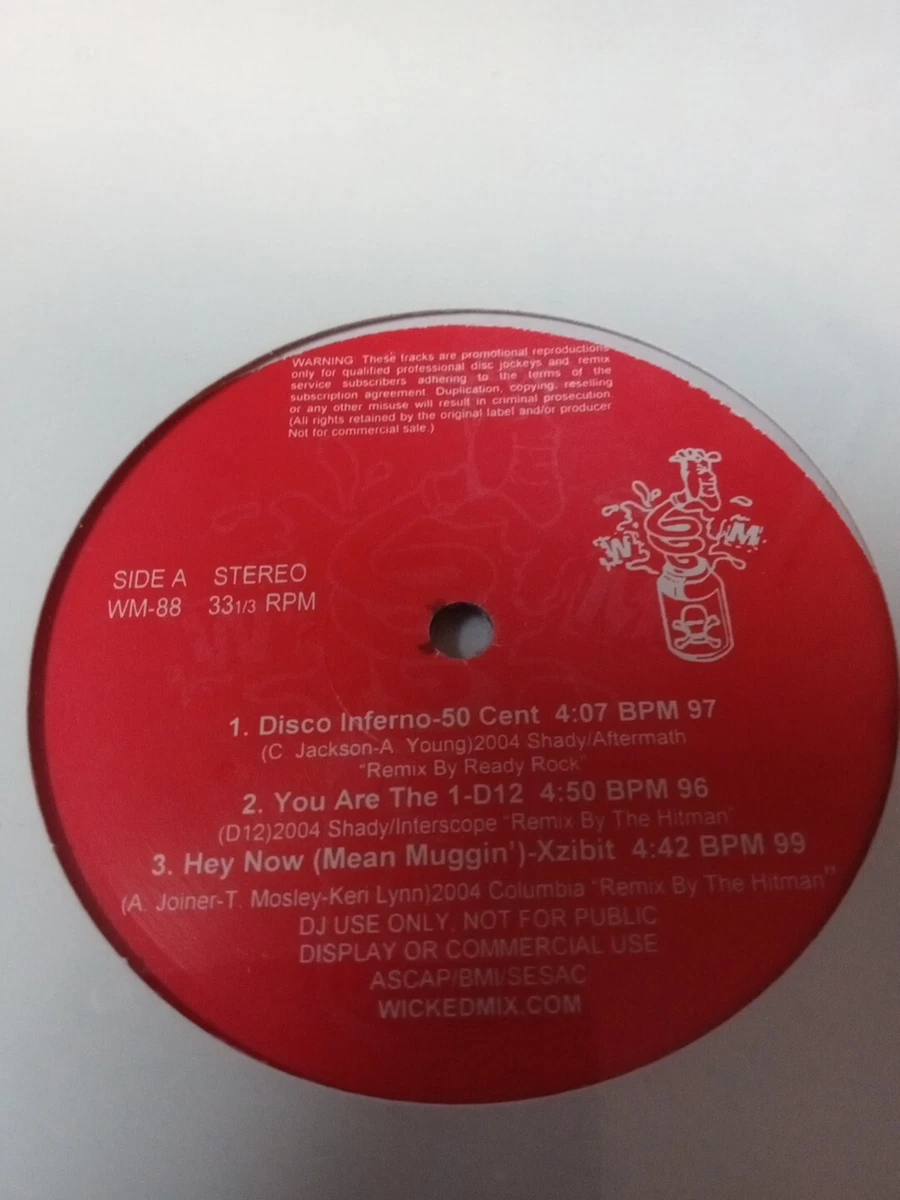 WARNING These tracks are promotional reproductions
only for qualified professional disc jockeys and remix
service subscribers adhering to the terms of the
subscription agreement. Duplication, copying, reselling
or any other misuse will result in criminal prosecution.
(All rights retained by the original label and/or producer
Not for commercial sale.)
W M
SIDE A STEREO
WM-88 33 1/3 RPM
1. Disco Inferno-50 Cent 4:07 BPM 97
(C Jackson-A. Young)2004 Shady/Aftermath
"Remix By Ready Rock"
2. You Are The 1-D12 4:50 BPM 96
(D12)2004 Shady/Interscope "Remix By The Hitman"
3. Hey Now (Mean Muggin')-Xzibit 4:42 BPM 99
(A. Joiner-T. Mosley-Keri Lynn)2004 Columbia "Remix By The Hitman"
DJ USE ONLY, NOT FOR PUBLIC
DISPLAY OR COMMERCIAL USE
ASCAP/BMI/SESAC
WICKEDMIX.COM